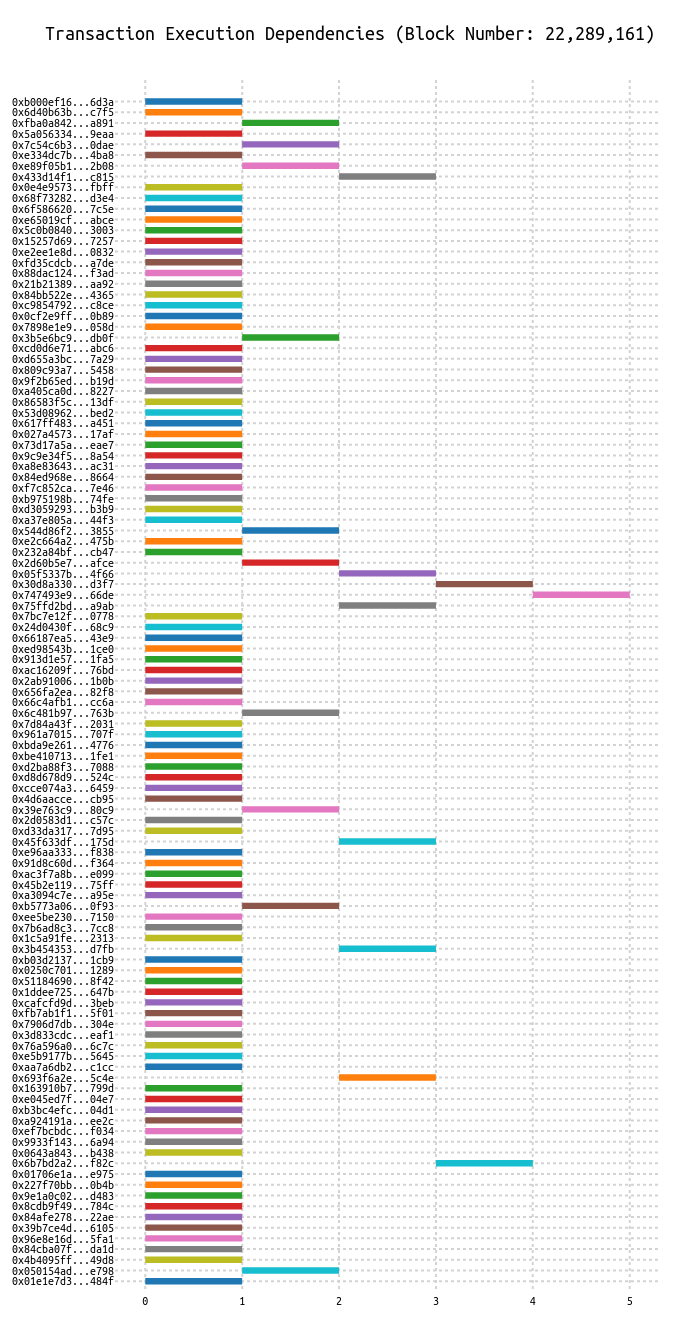 Transaction Execution Dependencies (Block Number: 22,289,161)
0xb000ef16...6d3a
0x6d40b63b...c7f5
0xfba0a842...a891
0x5a056334...9eaa
0x7c54c6b3...0dae
0xe334dc7b...4ba8
0xe89f05b1...2b08
0x433d14f1...c815
0x0e4e9573...fbff
0x68f73282...d3e4
0x6f586620...7c5e
0xe65019cf...abce
0x5c0b0840...3003
0x15257d69...7257
0xe2ee1e8d...0832
0xfd35cdcb...a7de
0x88dac124...f3ad
0x21b21389...aa92
0x84bb522e...4365
0xc9854792...c8ce
0x0cf2e9ff...0b89
0x7898e1e9...058d
0x3b5e6bc9...db0f
0xcd0d6e71...abc6
0xd655a3bc...7a29
0x809c93a7...5458
0x9f2b65ed...b19d
0xa405ca0d...8227
0x86583f5c...13df
0x53d08962...bed2
0x617ff483...a451
0x027a4573...17af
0x73d17a5a...eae7
0x9c9e34f5...8a54
0xa8e83643...ac31
0x84ed968e...8664
0xf7c852ca...7e46
0xb975198b...74fe
0xd3059293...b3b9
0xa37e805a...44f3
0x544d86f2...3855
0xe2c664a2...475b
0x232a84bf...cb47
0x2d60b5e7...afce
0x05f5337b...4f66
0x30d8a330...d3f7
0x747493e9...66de
0x75ffd2bd...a9ab
0x7bc7e12f...0778
0x24d0430f...68c9
0x66187ea5...43e9
0xed98543b...1ce0
0x913d1e57...1fa5
0xac16209f...76bd
0x2ab91006...1b0b
0x656fa2ea...82f8
0x66c4afb1...cc6a
0x6c481b97...763b
0x7d84a43f...2031
0x961a7015...707f
0xbda9e261...4776
0xbe410713...1fe1
0xd2ba88f3...7088
0xd8d678d9...524c
0xcce074a3...6459
0x4d6aacce...cb95
0x39e763c9...80c9
0x2d0583d1...c57c
0xd33da317...7d95
0x45f633df...175d
0xe96aa333...f838
0x91d8c60d...f364
0xac3f7a8b...e099
0x45b2e119...75ff
0xa3094c7e...a95e
0xb5773a06...0f93
0xee5be230...7150
0x7b6ad8c3...7cc8
0x1c5a91fe...2313
0x3b454353...d7fb
0xb03d2137...1cb9
0x0250c701...1289
0x51184690...8f42
0x1ddee725...647b
0xcafcfd9d...3beb
0xfb7ab1f1...5f01
0x7906d7db...304e
0x3d833cdc...eaf1
0x76a596a0...6c7c
0xe5b9177b...5645
0xaa7a6db2...c1cc
0x693f6a2e...5c4e
0x163910b7...799d
0xe045ed7f...04e7
0xb3bc4efc...04d1
0xa924191a...ee2c
0xef7bcbdc...f034
0x9933f143...6a94
0x0643a843...b438
0x6b7bd2a2...f82c
0x01706e1a...e975
0x227f70bb...0b4b
0x9e1a0c02...d483
0x8cdb9f49...784c
0x84afe278...22ae
0x39b7ce4d...6105
0x96e8e16d...5fa1
0x84cba07f...da1d
0x4b4095ff...49d8
0x050154ad...e798
0x01e1e7d3...484f
0 1 2 3 4 5